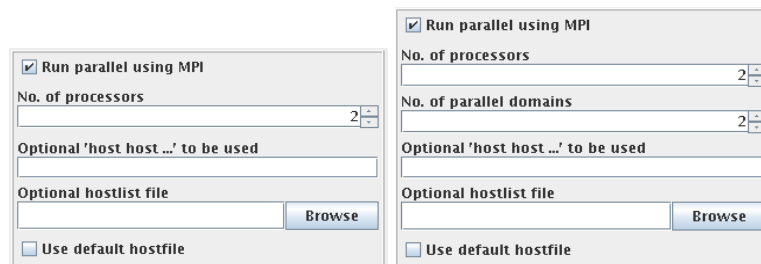 Run parallel using MPI
No. of processors
2
Optional 'host host ...' to be used
Optional hostlist file
Browse
Use default hostfile
Run parallel using MPI
No. of processors
2
No. of parallel domains
2
Optional 'host host ...' to be used
Optional hostlist file
Browse
Use default hostfile